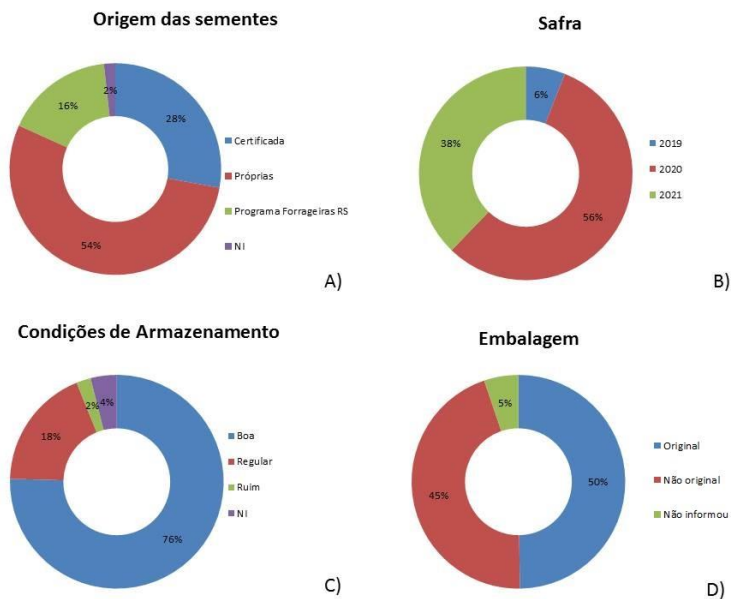 Origem das sementes
2%
28%
16%
54%
Certificada
Próprias
Programa Forrageiras RS
NI
A)
Safra
6%
38%
56%
2019
2020
2021
B)
Condições de Armazenamento
4%
2%
18%
76%
Boa
Regular
Ruim
NI
C)
Embalagem
5%
50%
45%
Original
Não original
Não informou
D)